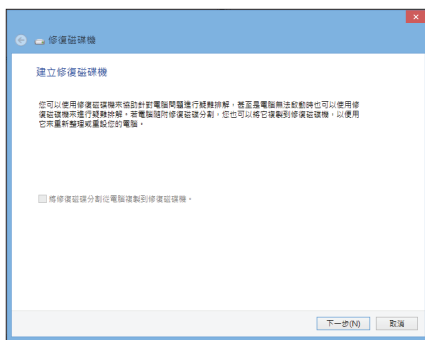 修復磁碟機
建立修復磁碟機
您可以使用修復磁碟機來協助針對電腦問題進行疑難排解，甚至是電腦無法啟動時也可以使用修
復磁碟機來進行疑難排解。若電腦隨附修復磁碟分割，您也可以將它複製到修復磁碟機，以便用
它來重新整理或重設您的電腦。
將修復磁碟分割從電腦複製到修復磁碟機。
下一步(N)
取消